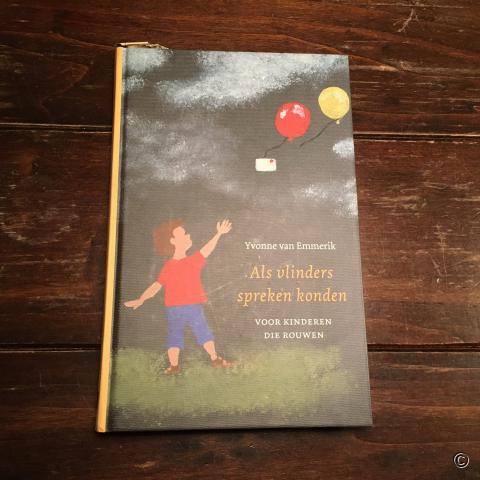 Yvonne van Emmerik
Als vlinders
spreken konden
VOOR KINDEREN
DIE ROUWEN
©